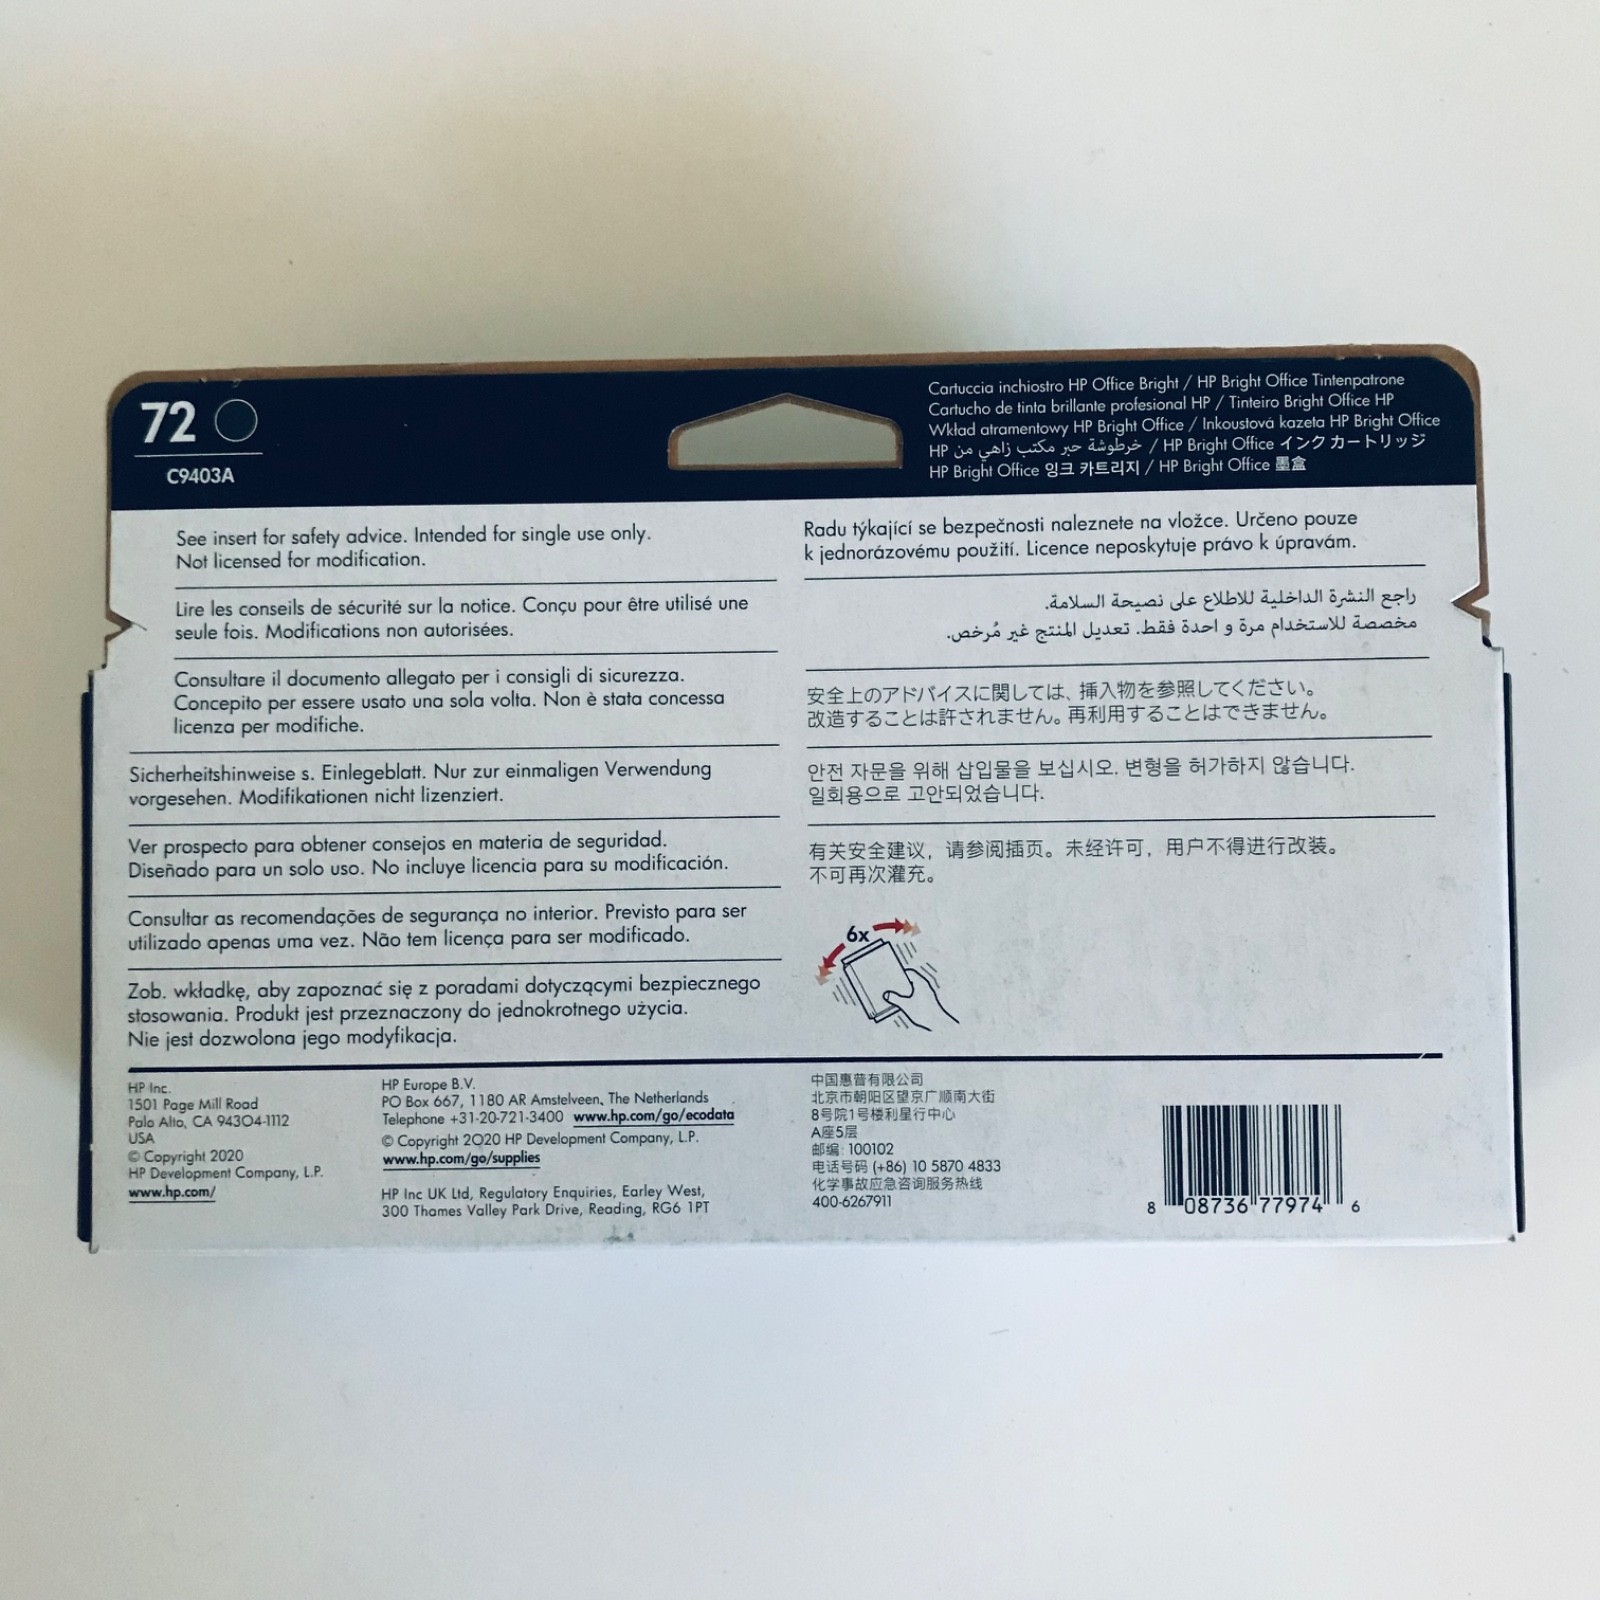 72
C9403A
Cartuccia inchiostro HP Office Bright / HP Bright Office Tintenpatrone
Cartucho de tinta brillante profesional HP / Tinteiro Bright Office HP
Wkład atramentowy HP Bright Office / Inkoustová kazeta HP Bright Office
خرطوشة حبر مكتب زاهي من HP / HP Bright Office インク カートリッジ
HP Bright Office 잉크 카트리지 / HP Bright Office 墨盒
See insert for safety advice. Intended for single use only.
Not licensed for modification.
Lire les conseils de sécurité sur la notice. Conçu pour être utilisé une
seule fois. Modifications non autorisées.
Consultare il documento allegato per i consigli di sicurezza.
Concepito per essere usato una sola volta. Non è stata concessa
licenza per modifiche.
Sicherheitshinweise s. Einlegeblatt. Nur zur einmaligen Verwendung
vorgesehen. Modifikationen nicht lizenziert.
Ver prospecto para obtener consejos en materia de seguridad.
Diseñado para un solo uso. No incluye licencia para su modificación.
Consultar as recomendações de segurança no interior. Previsto para ser
utilizado apenas uma vez. Não tem licença para ser modificado.
Zob. wkładkę, aby zapoznać się z poradami dotyczącymi bezpiecznego
stosowania. Produkt jest przeznaczony do jednokrotnego użycia.
Nie jest dozwolona jego modyfikacja.
Radu týkající se bezpečnosti naleznete na vložce. Určeno pouze
k jednorázovému použití. Licence neposkytuje právo k úpravám.
راجع النشرة الداخلية للاطلاع على نصيحة السلامة.
مخصصة للاستخدام مرة و احدة فقط. تعديل المنتج غير مُرخص.
安全上のアドバイスに関しては、挿入物を参照してください。
改造することは許されません。再利用することはできません。
안전 자문을 위해 삽입물을 보십시오. 변형을 허가하지 않습니다.
일회용으로 고안되었습니다.
有关安全建议，请参阅插页。未经许可，用户不得进行改装。
不可再次灌充。
6x
HP Inc.
1501 Page Mill Road
Palo Alto, CA 94304-1112
USA
© Copyright 2020
HP Development Company, L.P.
www.hp.com/
HP Europe B.V.
PO Box 667, 1180 AR Amstelveen, The Netherlands
Telephone +31-20-721-3400 www.hp.com/go/ecodata
© Copyright 2020 HP Development Company, L.P.
www.hp.com/go/supplies
HP Inc UK Ltd, Regulatory Enquiries, Earley West,
300 Thames Valley Park Drive, Reading, RG6 1PT
中国惠普有限公司
北京市朝阳区望京广顺南大街
8号院1号楼利星行中心
A座5层
邮编: 100102
电话号码 (+86) 10 5870 4833
化学事故应急咨询服务热线
400-6267911
8 08736 77974 6